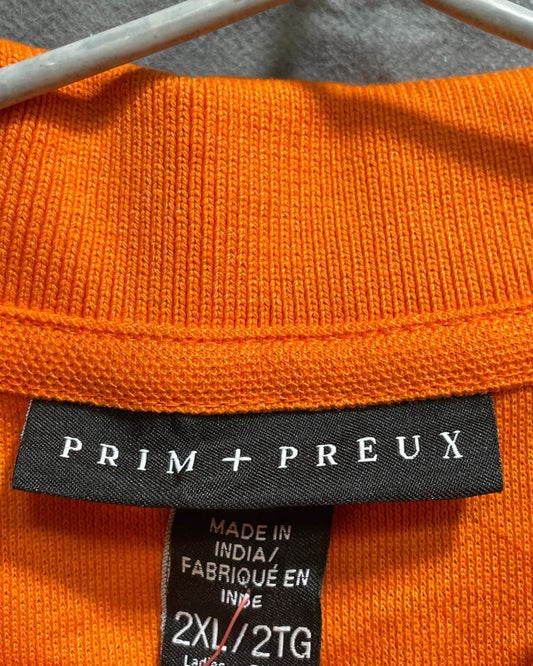 PRIM + PREUX
MADE IN
INDIA/
FABRIQUÉ EN
INDE
2XL/2TG